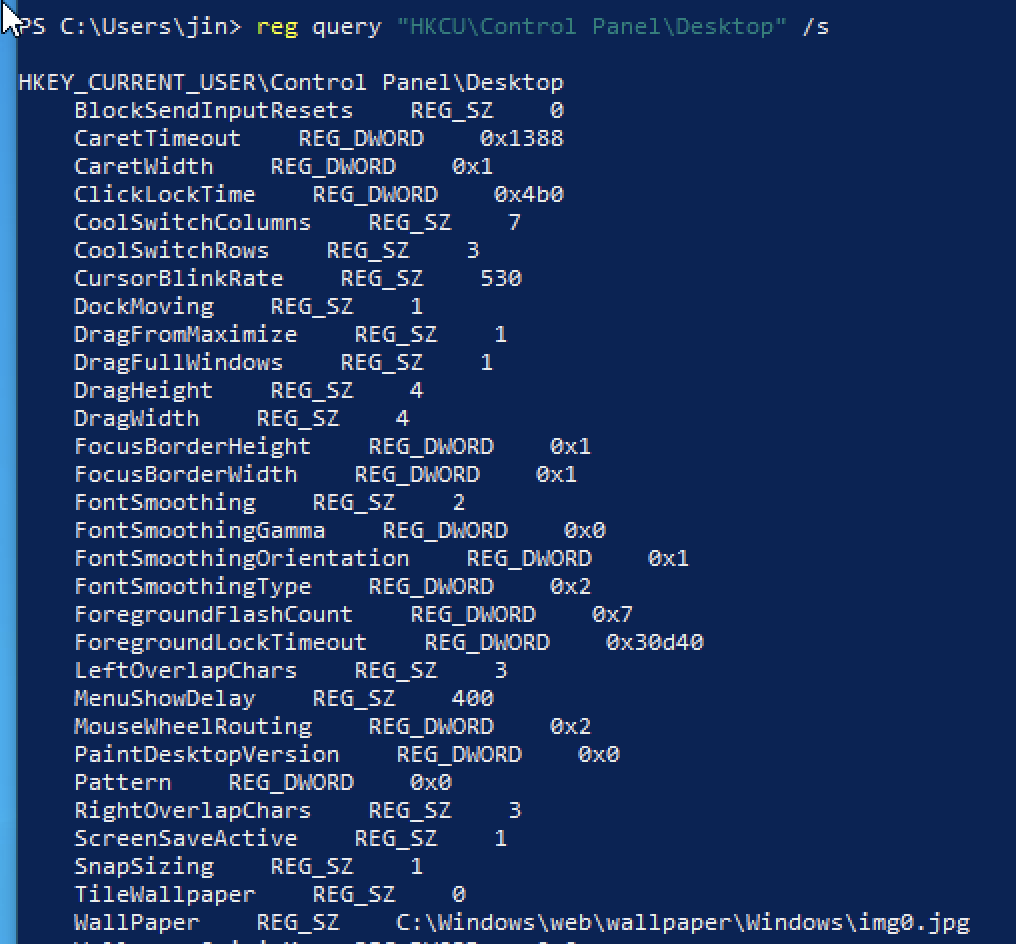 PS C:\Users\jin> reg query "HKCU\Control Panel\Desktop" /s
HKEY_CURRENT_USER\Control Panel\Desktop
BlockSendInputResets REG_SZ 0
CaretTimeout REG_DWORD 0x1388
CaretWidth REG_DWORD 0x1
ClickLockTime REG_DWORD 0x4b0
CoolSwitchColumns REG_SZ 7
CoolSwitchRows REG_SZ 3
CursorBlinkRate REG_SZ 530
DockMoving REG_SZ 1
DragFromMaximize REG_SZ 1
DragFullWindows REG_SZ 1
DragHeight REG_SZ 4
DragWidth REG_SZ 4
FocusBorderHeight REG_DWORD 0x1
FocusBorderWidth REG_DWORD 0x1
FontSmoothing REG_SZ 2
FontSmoothingGamma REG_DWORD 0x0
FontSmoothingOrientation REG_DWORD 0x1
FontSmoothingType REG_DWORD 0x2
ForegroundFlashCount REG_DWORD 0x7
ForegroundLockTimeout REG_DWORD 0x30d40
LeftOverlapChars REG_SZ 3
MenuShowDelay REG_SZ 400
MouseWheelRouting REG_DWORD 0x2
PaintDesktopVersion REG_DWORD 0x0
Pattern REG_DWORD 0x0
RightOverlapChars REG_SZ 3
ScreenSaveActive REG_SZ 1
SnapSizing REG_SZ 1
TileWallpaper REG_SZ 0
WallPaper REG_SZ C:\Windows\web\wallpaper\Windows\img0.jpg